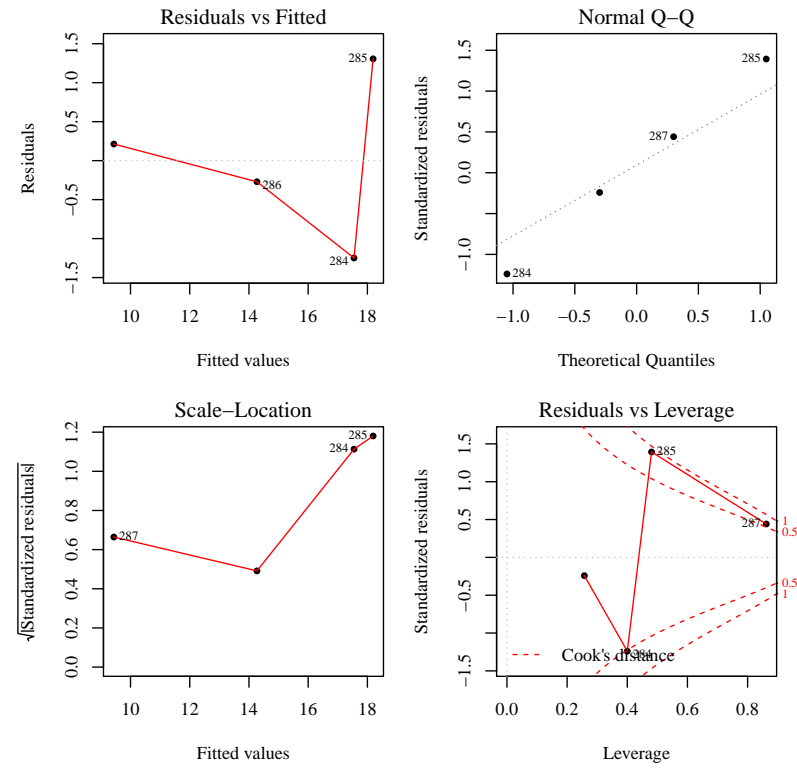 Residuals vs Fitted
Residuals
1.5
1.0
0.5
−0.5
−1.5
285
286
284
10 12 14 16 18
Fitted values
Normal Q−Q
Standardized residuals
1.5
1.0
0.5
0.0
−1.0
285
287
284
−1.0 −0.5 0.0 0.5 1.0
Theoretical Quantiles
Scale−Location
√|Standardized residuals|
1.2
1.0
0.8
0.6
0.4
0.2
0.0
285
284
287
10 12 14 16 18
Fitted values
Residuals vs Leverage
Standardized residuals
1.5
1.0
0.5
−0.5
−1.5
285
287
1
0.5
0.5
1
284
Cook's distance
0.0 0.2 0.4 0.6 0.8
Leverage